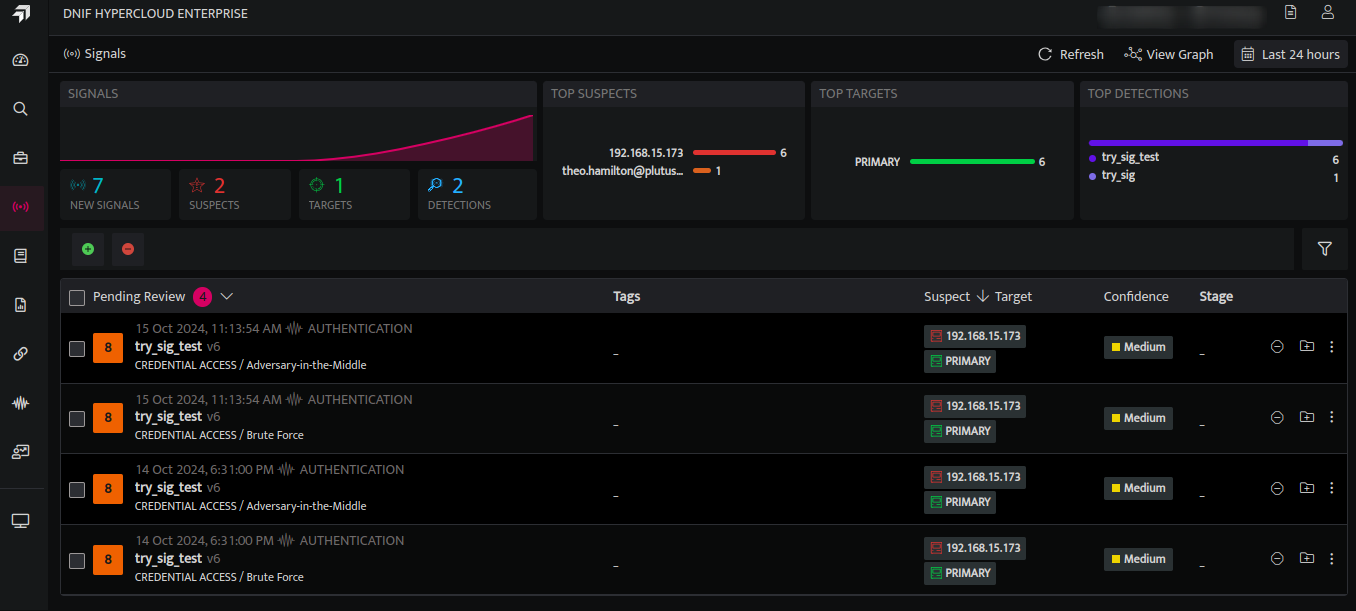 DNIF HYPERCLOUD ENTERPRISE
Signals
Refresh View Graph Last 24 hours
SIGNALS
7
NEW SIGNALS
2
SUSPECTS
1
TARGETS
2
DETECTIONS
TOP SUSPECTS
192.168.15.173 6
theo.hamilton@plutus... 1
TOP TARGETS
PRIMARY 6
TOP DETECTIONS
try_sig_test 6
try_sig 1
Pending Review 4 Tags Suspect Target Confidence Stage
15 Oct 2024, 11:13:54 AM AUTHENTICATION
8 try_sig_test v6
CREDENTIAL ACCESS / Adversary-in-the-Middle
–
192.168.15.173
PRIMARY
Medium
–
15 Oct 2024, 11:13:54 AM AUTHENTICATION
8 try_sig_test v6
CREDENTIAL ACCESS / Brute Force
–
192.168.15.173
PRIMARY
Medium
–
14 Oct 2024, 6:31:00 PM AUTHENTICATION
8 try_sig_test v6
CREDENTIAL ACCESS / Adversary-in-the-Middle
–
192.168.15.173
PRIMARY
Medium
–
14 Oct 2024, 6:31:00 PM AUTHENTICATION
8 try_sig_test v6
CREDENTIAL ACCESS / Brute Force
–
192.168.15.173
PRIMARY
Medium
–